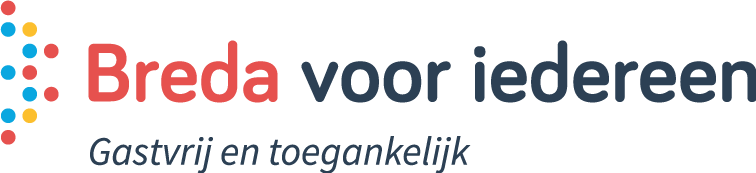 Breda voor iedereen
Gastvrij en toegankelijk